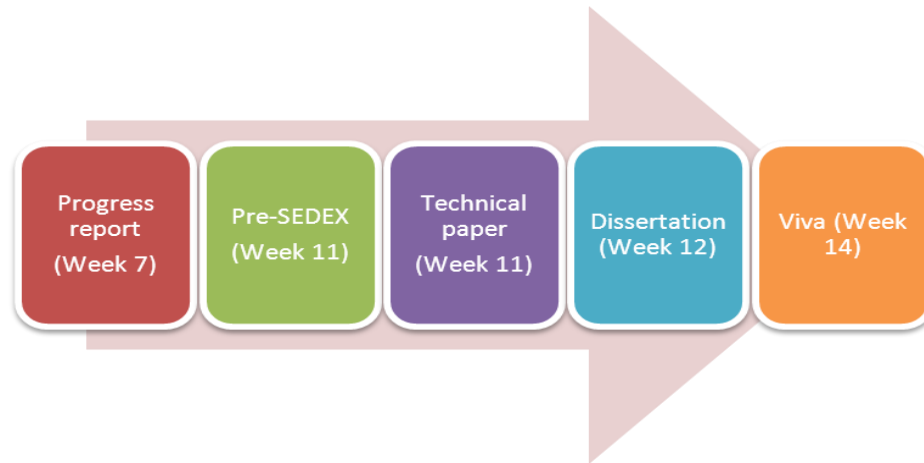 Progress
report
(Week 7)
Pre-SEDEX
(Week 11)
Technical
paper
(Week 11)
Dissertation
(Week 12)
Viva (Week
14)